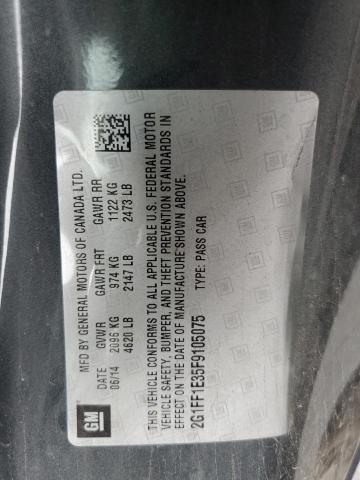 GM
MFD BY GENERAL MOTORS OF CANADA LTD.
DATE GVWR GAWR FRT GAWR RR
06/14 2096 KG 974 KG 1122 KG
4620 LB 2147 LB 2473 LB
THIS VEHICLE CONFORMS TO ALL APPLICABLE U.S. FEDERAL MOTOR
VEHICLE SAFETY, BUMPER, AND THEFT PREVENTION STANDARDS IN
EFFECT ON THE DATE OF MANUFACTURE SHOWN ABOVE.
2G1FF1E35F9105075 TYPE: PASS CAR